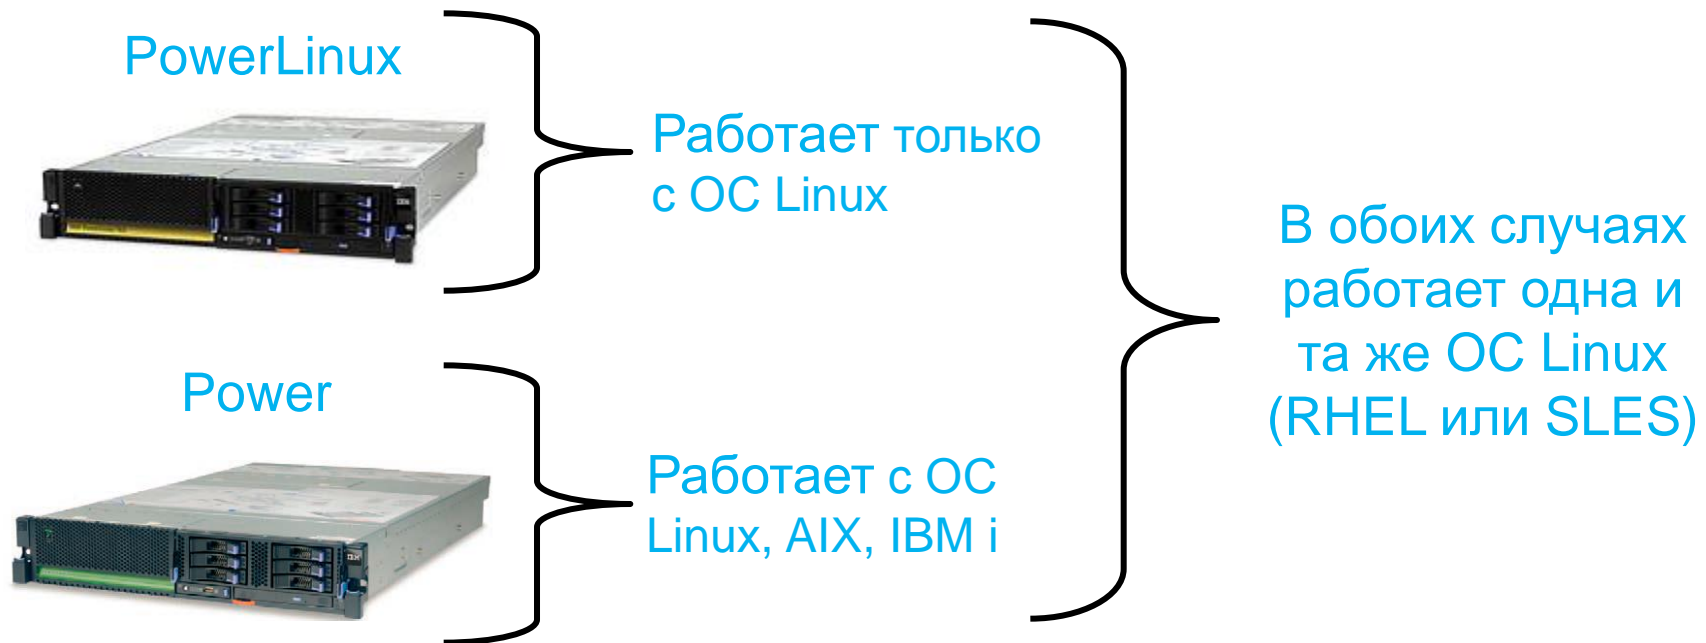 PowerLinux
Работает только
с ОС Linux
Power
Работает с ОС
Linux, AIX, IBM i
В обоих случаях
работает одна и
та же ОС Linux
(RHEL или SLES)